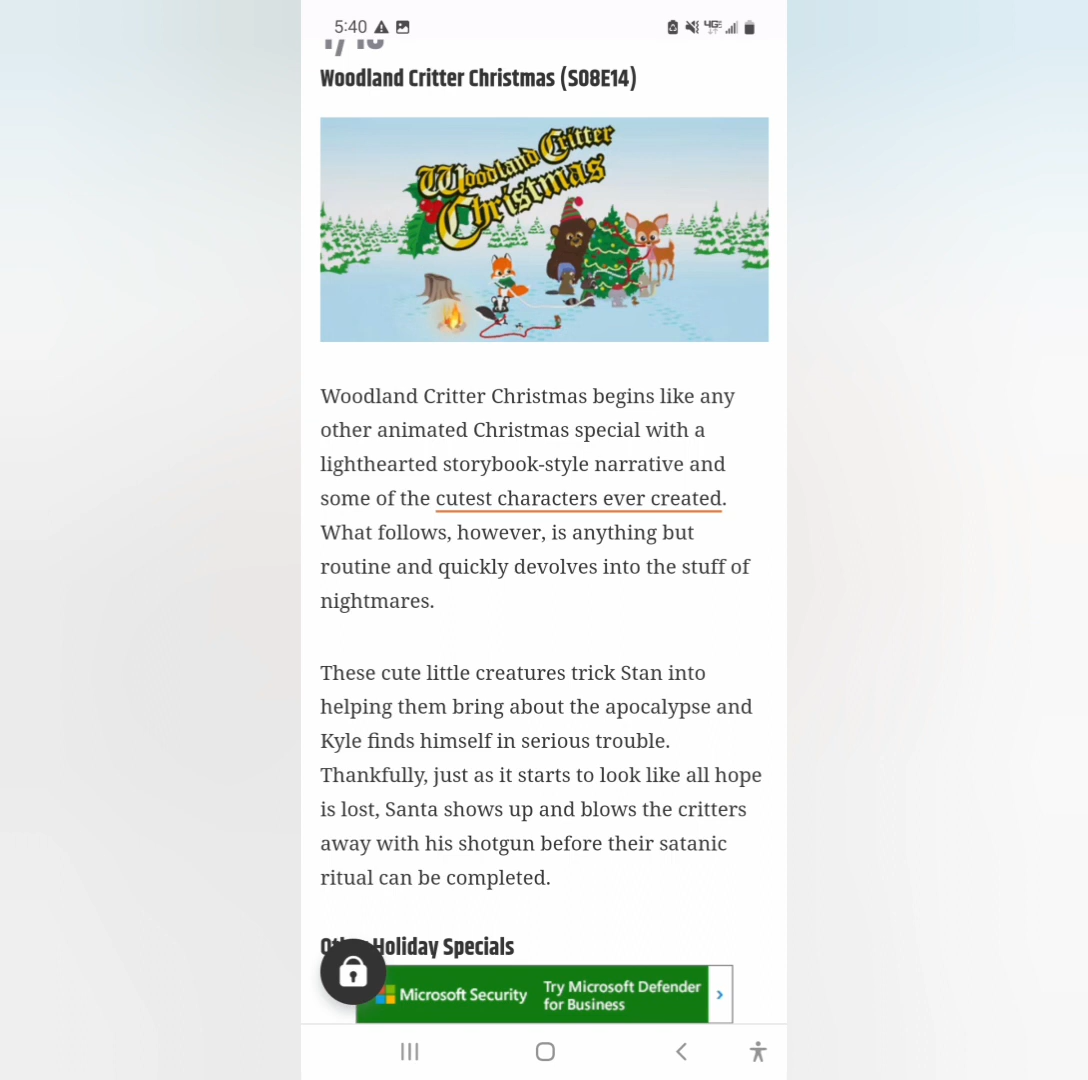 5:40
4G
Woodland Critter Christmas (S08E14)
Woodland Critter
Christmas
Woodland Critter Christmas begins like any
other animated Christmas special with a
lighthearted storybook-style narrative and
some of the cutest characters ever created.
What follows, however, is anything but
routine and quickly devolves into the stuff of
nightmares.
These cute little creatures trick Stan into
helping them bring about the apocalypse and
Kyle finds himself in serious trouble.
Thankfully, just as it starts to look like all hope
is lost, Santa shows up and blows the critters
away with his shotgun before their satanic
ritual can be completed.
Holiday Specials
Microsoft Security
Try Microsoft Defender
for Business